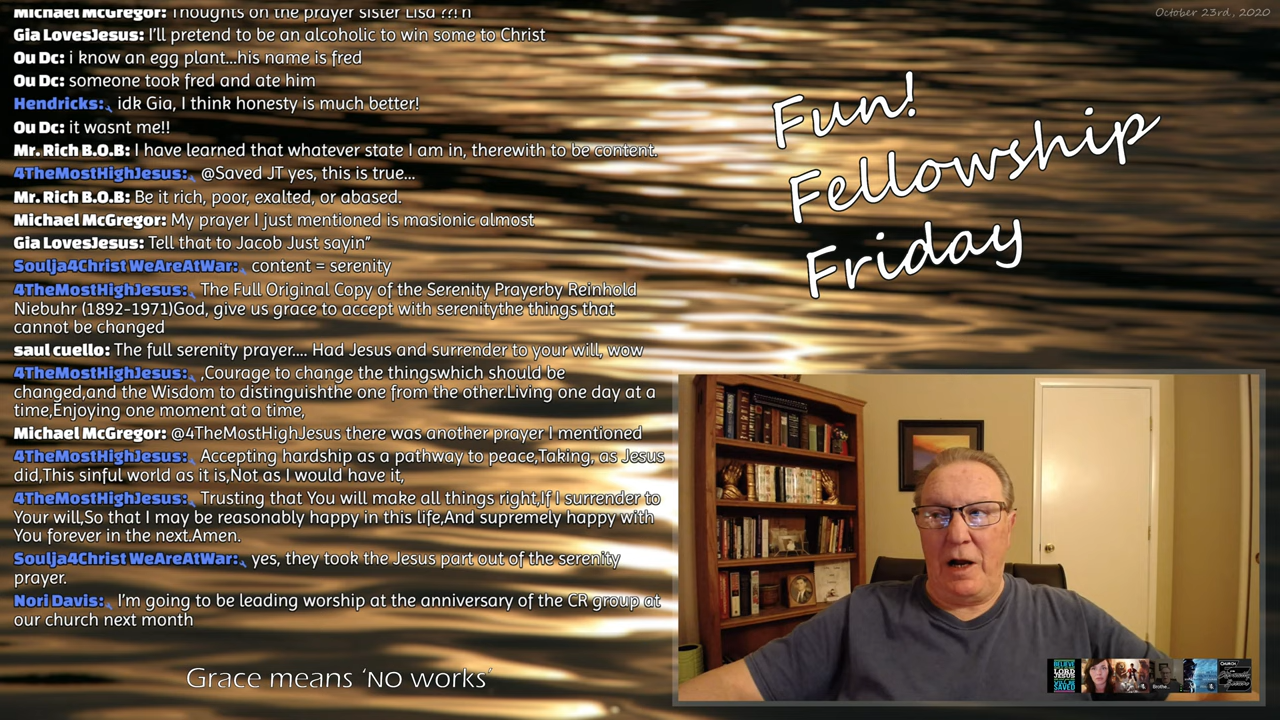 October 23rd, 2020
Michael McGregor: Thoughts on the prayer sister Lisa ??! n
Gia LovesJesus: I'll pretend to be an alcoholic to win some to Christ
Ou Dc: i know an egg plant...his name is fred
Ou Dc: someone took fred and ate him
Hendricks: idk Gia, I think honesty is much better!
Ou Dc: it wasnt me!!
Mr. Rich B.O.B: I have learned that whatever state I am in, therewith to be content.
4TheMostHighJesus: @Saved JT yes, this is true...
Mr. Rich B.O.B: Be it rich, poor, exalted, or abased.
Michael McGregor: My prayer I just mentioned is masionic almost
Gia LovesJesus: Tell that to Jacob Just sayin"
Soulja4Christ WeAreAtWar: content = serenity
4TheMostHighJesus: The Full Original Copy of the Serenity Prayerby Reinhold
Niebuhr (1892-1971)God, give us grace to accept with serenitythe things that
cannot be changed
saul cuello: The full serenity prayer.... Had Jesus and surrender to your will, wow
4TheMostHighJesus: ,Courage to change the thingswhich should be
changed,and the Wisdom to distinguishthe one from the other.Living one day at a
time,Enjoying one moment at a time,
Michael McGregor: @4TheMostHighJesus there was another prayer I mentioned
4TheMostHighJesus: Accepting hardship as a pathway to peace,Taking, as Jesus
did,This sinful world as it is,Not as I would have it,
4TheMostHighJesus: Trusting that You will make all things right,If I surrender to
Your will,So that I may be reasonably happy in this life,And supremely happy with
You forever in the next.Amen.
Soulja4Christ WeAreAtWar: yes, they took the Jesus part out of the serenity
prayer.
Nori Davis: I'm going to be leading worship at the anniversary of the CR group at
our church next month
Grace means 'NO works'
Fun!
Fellowship
Friday
BELIEVE
LORD
JESUS
SAVED
Brothe...
CHURCH